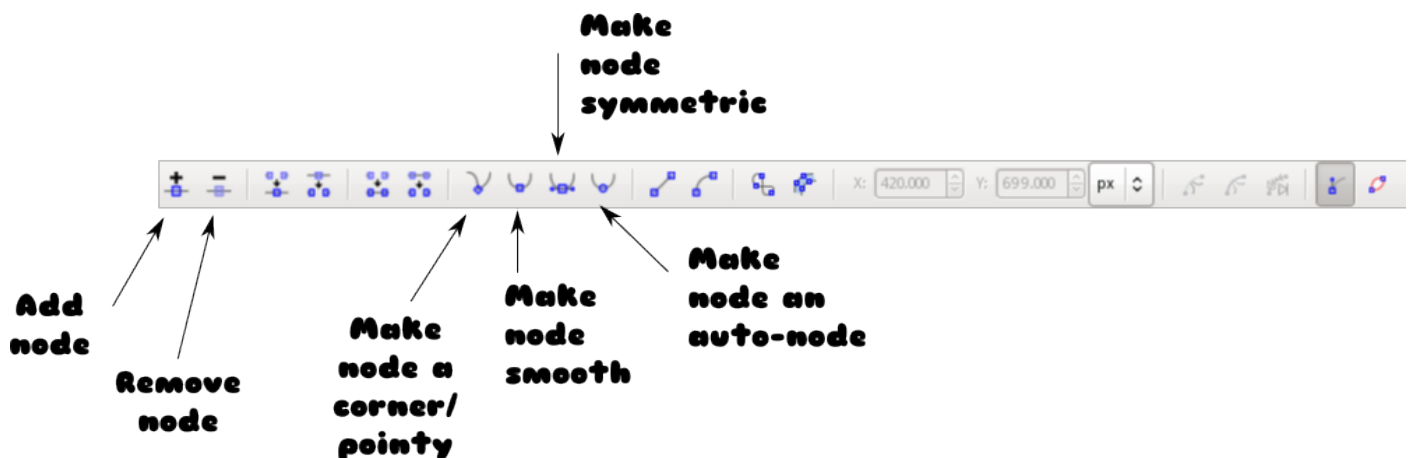 Make
node
symmetric
X: 420.000 Y: 699.000 px
Add
node
Remove
node
Make
node a
corner/
pointy
Make
node
smooth
Make
node an
auto-node